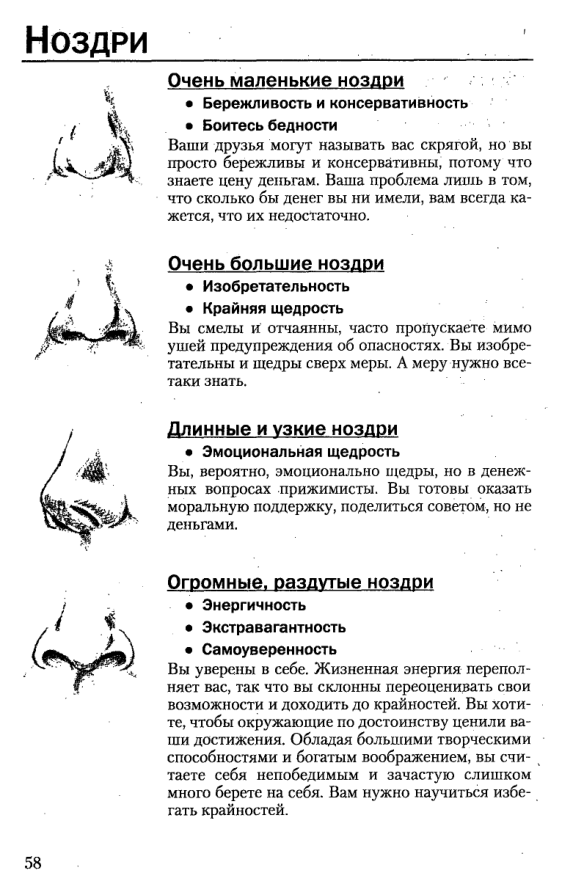 Ноздри
Очень маленькие ноздри
• Бережливость и консервативность
• Боитесь бедности
Ваши друзья могут называть вас скрягой, но вы
просто бережливы и консервативны, потому что
знаете цену деньгам. Ваша проблема лишь в том,
что сколько бы денег вы ни имели, вам всегда ка-
жется, что их недостаточно.
Очень большие ноздри
• Изобретательность
• Крайняя щедрость
Вы смелы и отчаянны, часто пропускаете мимо
ушей предупреждения об опасностях. Вы изобре-
тательны и щедры сверх меры. А меру нужно все-
таки знать.
Длинные и узкие ноздри
• Эмоциональная щедрость
Вы, вероятно, эмоционально щедры, но в денеж-
ных вопросах прижимисты. Вы готовы оказать
моральную поддержку, поделиться советом, но не
деньгами.
Огромные, раздутые ноздри
• Энергичность
• Экстравагантность
• Самоуверенность
Вы уверены в себе. Жизненная энергия перепол-
няет вас, так что вы склонны переоценивать свои
возможности и доходить до крайностей. Вы хоти-
те, чтобы окружающие по достоинству ценили ва-
ши достижения. Обладая большими творческими
способностями и богатым воображением, вы счи-
таете себя непобедимым и зачастую слишком
много берете на себя. Вам нужно научиться избе-
гать крайностей.
58